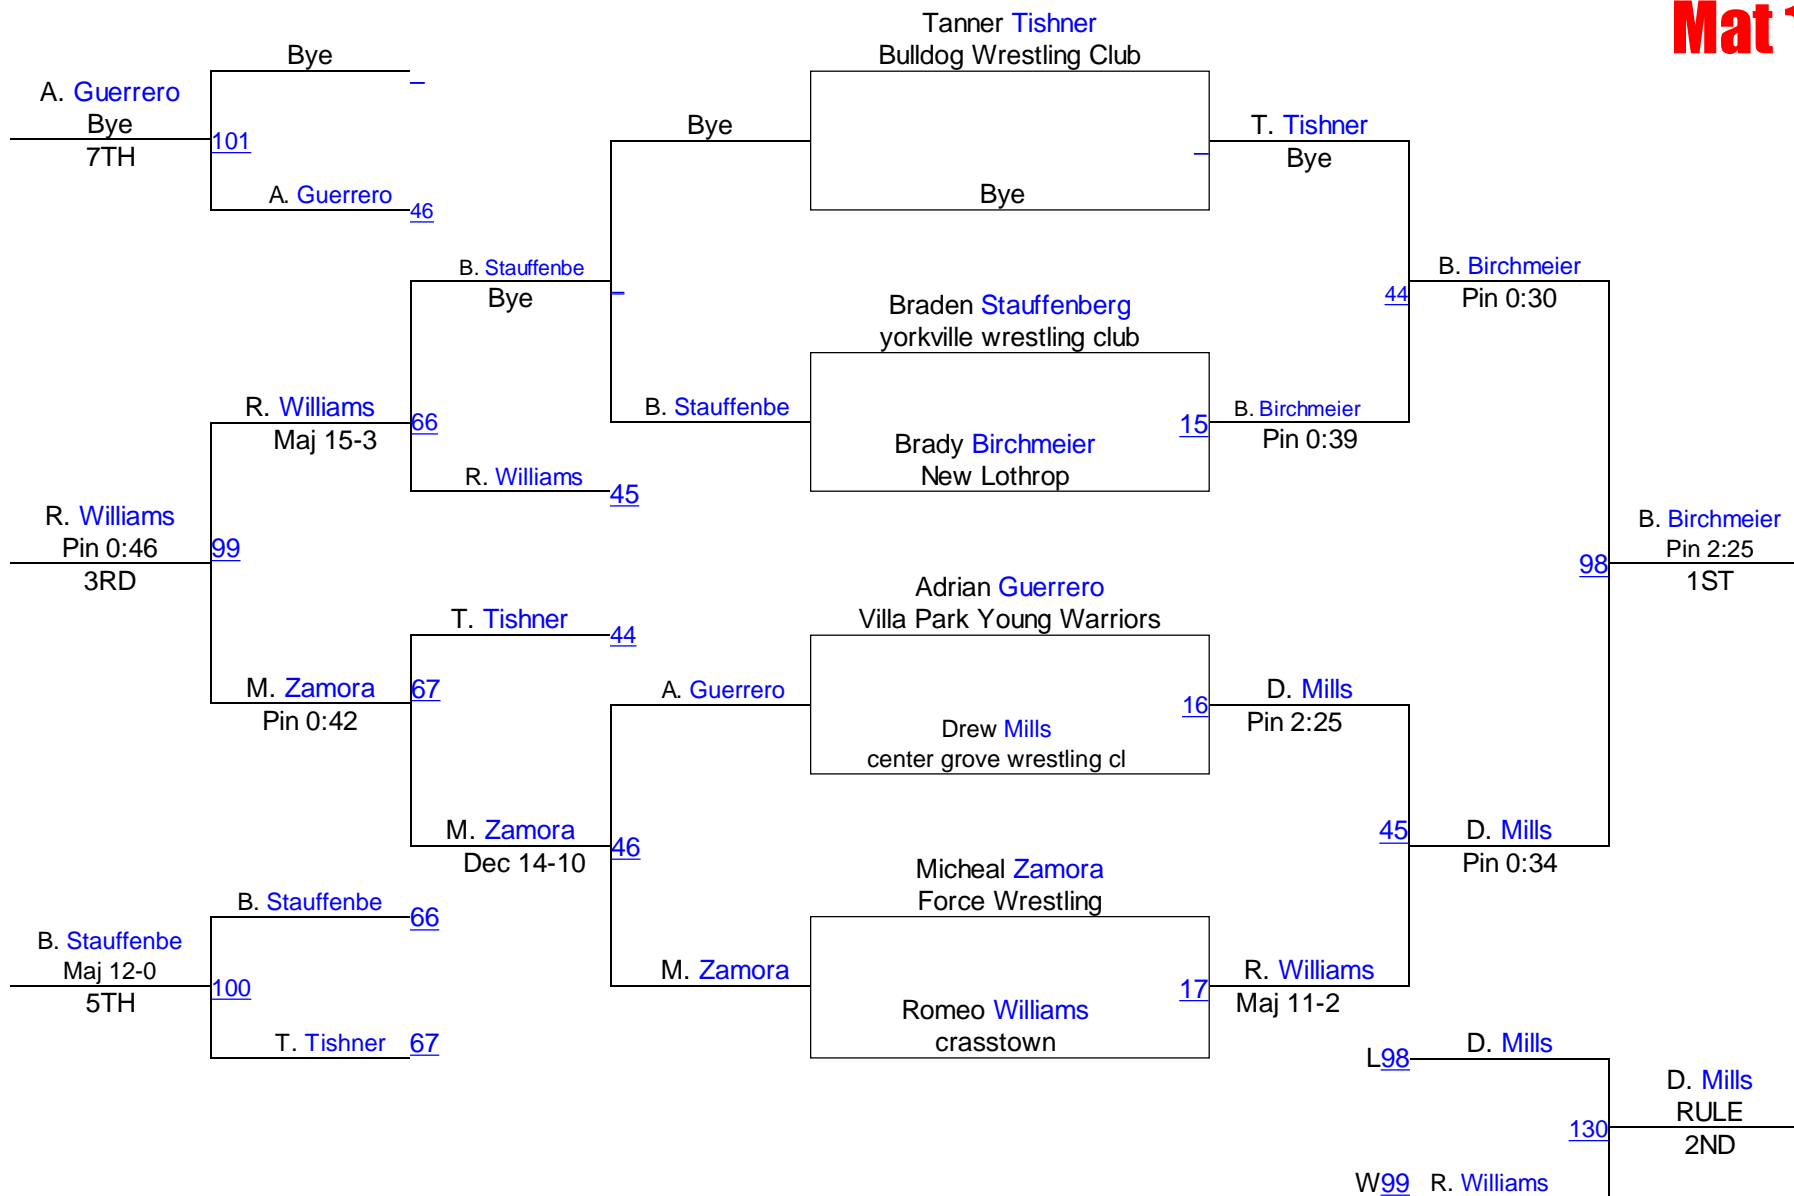 Mat
Tanner Tishner
Bulldog Wrestling Club
Bye
A. Guerrero
Bye
7TH
101
Bye
T. Tishner
Bye
A. Guerrero
46
Bye
B. Stauffenbe
Bye
B. Birchmeier
Pin 0:30
44
Braden Stauffenberg
yorkville wrestling club
R. Williams
Maj 15-3
66
B. Stauffenbe
15
B. Birchmeier
Pin 0:39
Brady Birchmeier
New Lothrop
R. Williams
45
R. Williams
Pin 0:46
3RD
99
B. Birchmeier
Pin 2:25
1ST
98
Adrian Guerrero
Villa Park Young Warriors
T. Tishner
44
M. Zamora
Pin 0:42
67
A. Guerrero
16
D. Mills
Pin 2:25
Drew Mills
center grove wrestling cl
M. Zamora
Dec 14-10
46
45
D. Mills
Pin 0:34
Micheal Zamora
Force Wrestling
B. Stauffenbe
66
B. Stauffenbe
Maj 12-0
5TH
100
M. Zamora
17
R. Williams
Maj 11-2
Romeo Williams
crasstown
T. Tishner
67
L98
D. Mills
D. Mills
RULE
2ND
130
W99
R. Williams